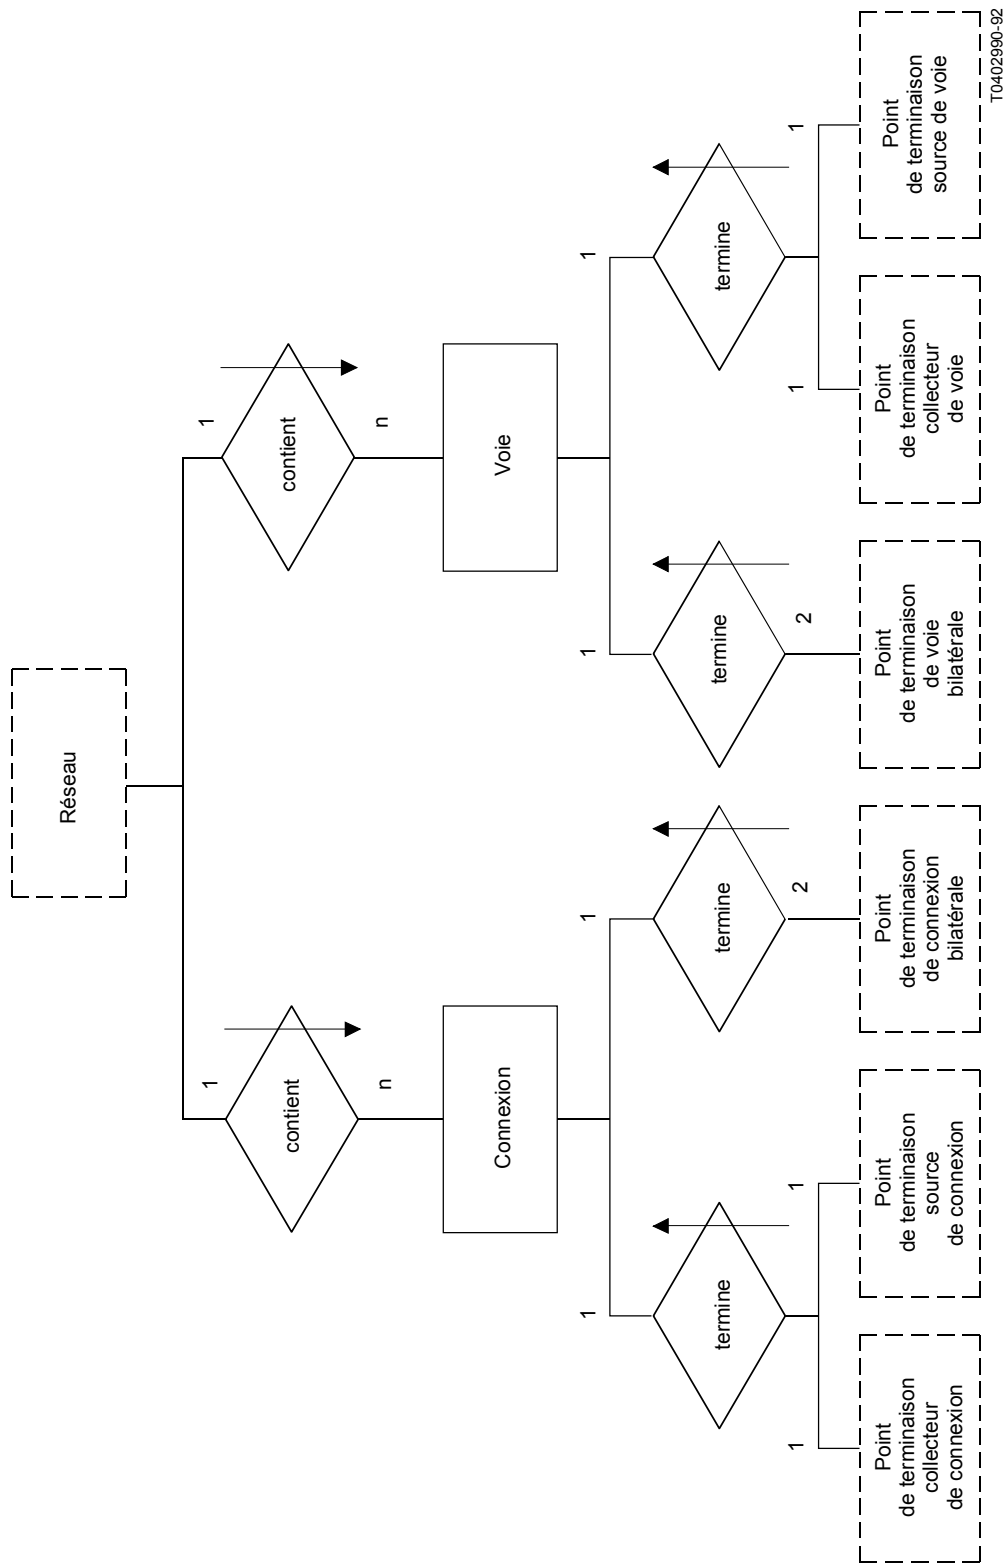 Réseau
1
1
contient
contient
n
n
Connexion
Voie
1
1
1
1
termine
termine
termine
termine
1
1
2
2
1
1
Point
de terminaison
collecteur
de connexion
Point
de terminaison
source
de connexion
Point
de terminaison
de connexion
bilatérale
Point
de terminaison
de voie
bilatérale
Point
de terminaison
collecteur
de voie
Point
de terminaison
source de voie
T0402990-92